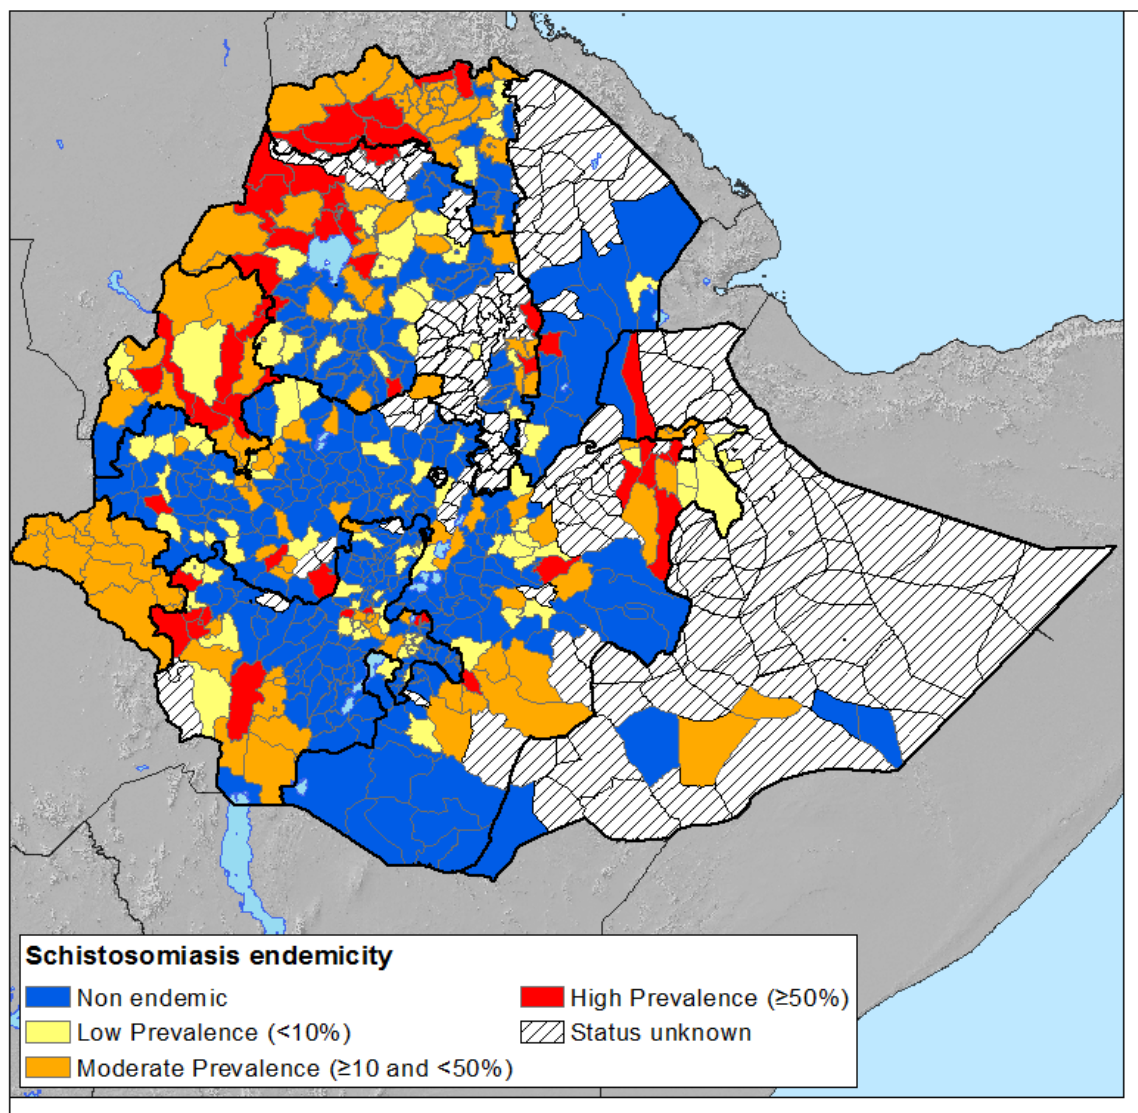 Schistosomiasis endemicity
Non endemic
High Prevalence (≥50%)
Low Prevalence (<10%)
Status unknown
Moderate Prevalence (≥10 and <50%)